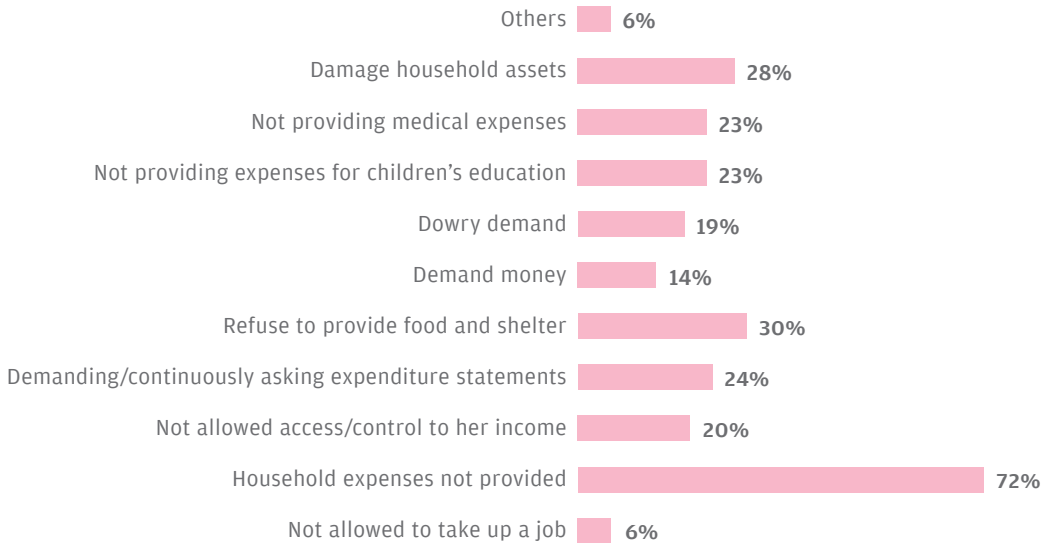 Others 6%
Damage household assets 28%
Not providing medical expenses 23%
Not providing expenses for children’s education 23%
Dowry demand 19%
Demand money 14%
Refuse to provide food and shelter 30%
Demanding/continuously asking expenditure statements 24%
Not allowed access/control to her income 20%
Household expenses not provided 72%
Not allowed to take up a job 6%